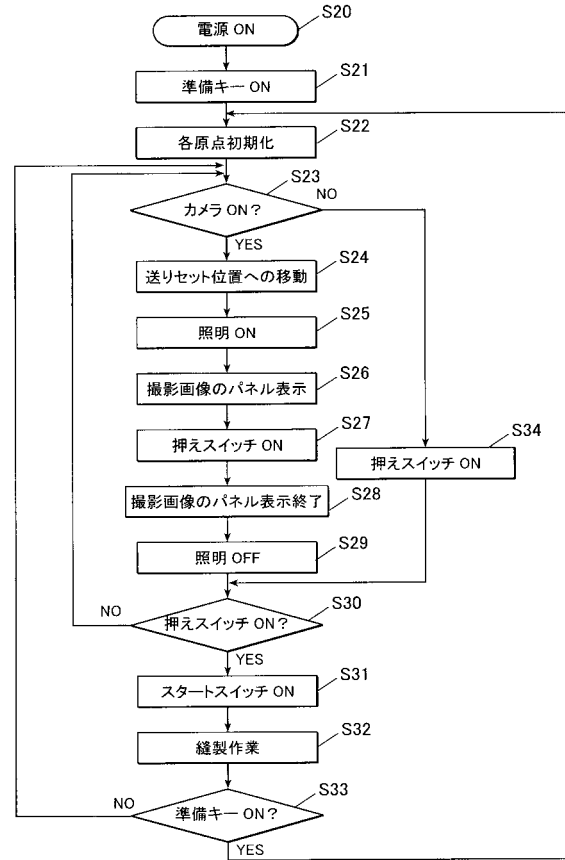 電源 ON
S20
準備キー ON
S21
各原点初期化
S22
カメラ ON?
S23
NO
YES
送りセット位置への移動
S24
照明 ON
S25
撮影画像のパネル表示
S26
押えスイッチ ON
S27
押えスイッチ ON
S34
撮影画像のパネル表示終了
S28
照明 OFF
S29
押えスイッチ ON?
S30
NO
YES
スタートスイッチ ON
S31
縫製作業
S32
準備キー ON?
S33
NO
YES